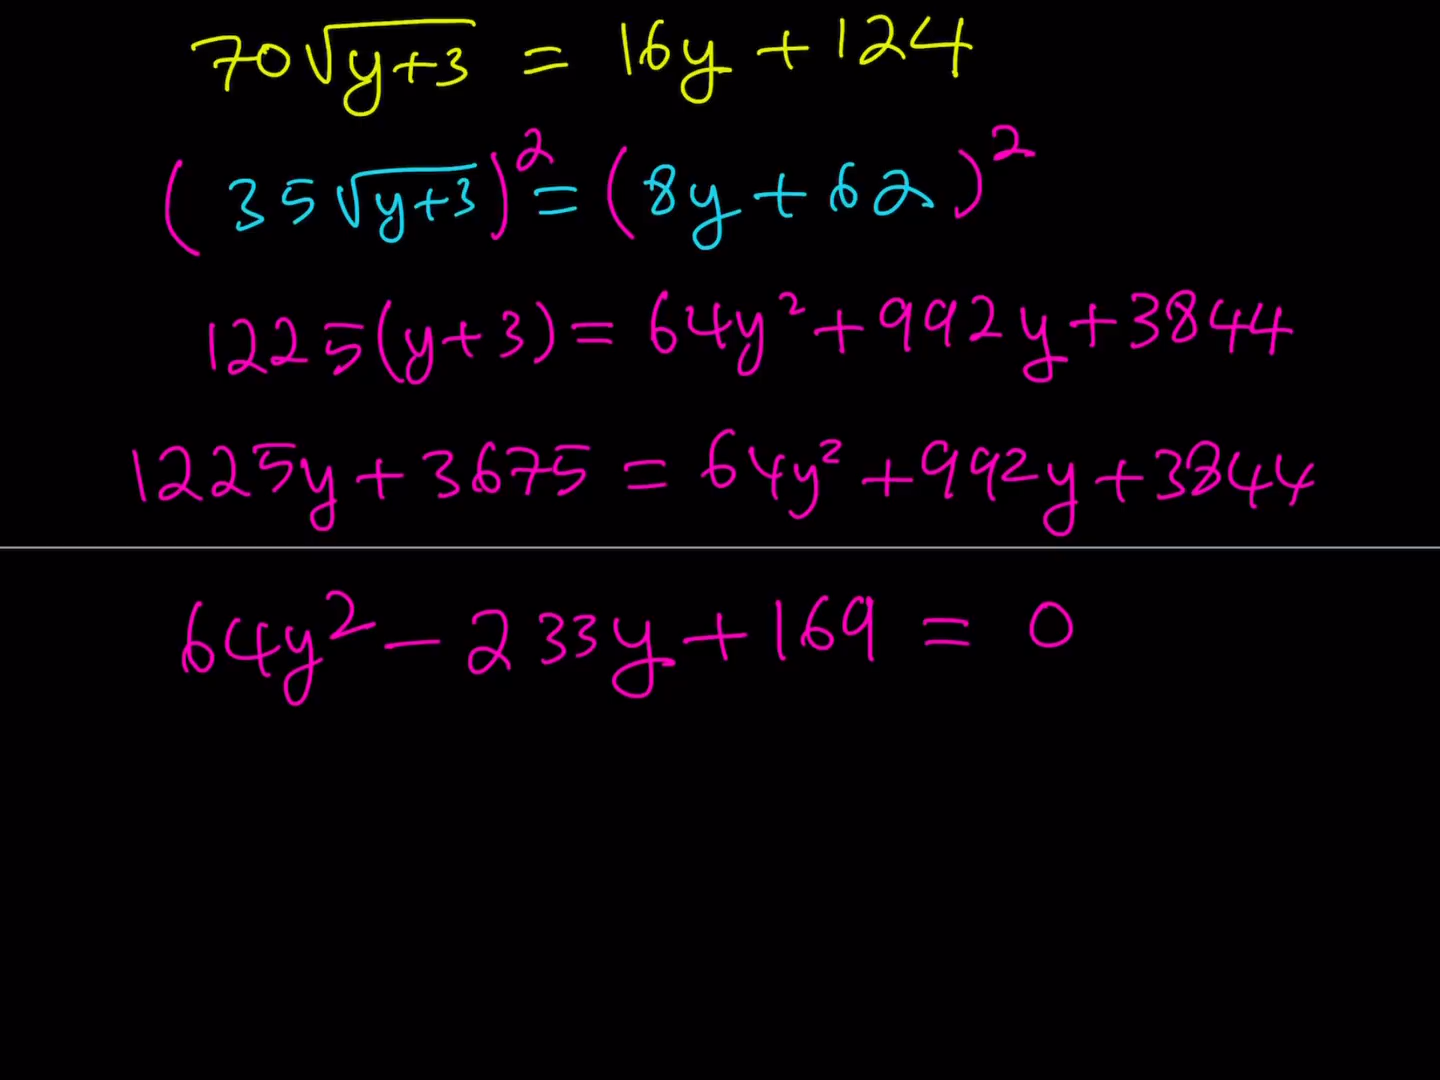 70√(y+3) = 16y + 124
(35√(y+3))² = (8y + 62)²
1225(y+3) = 64y² + 992y + 3844
1225y + 3675 = 64y² + 992y + 3844
64y² - 233y + 169 = 0